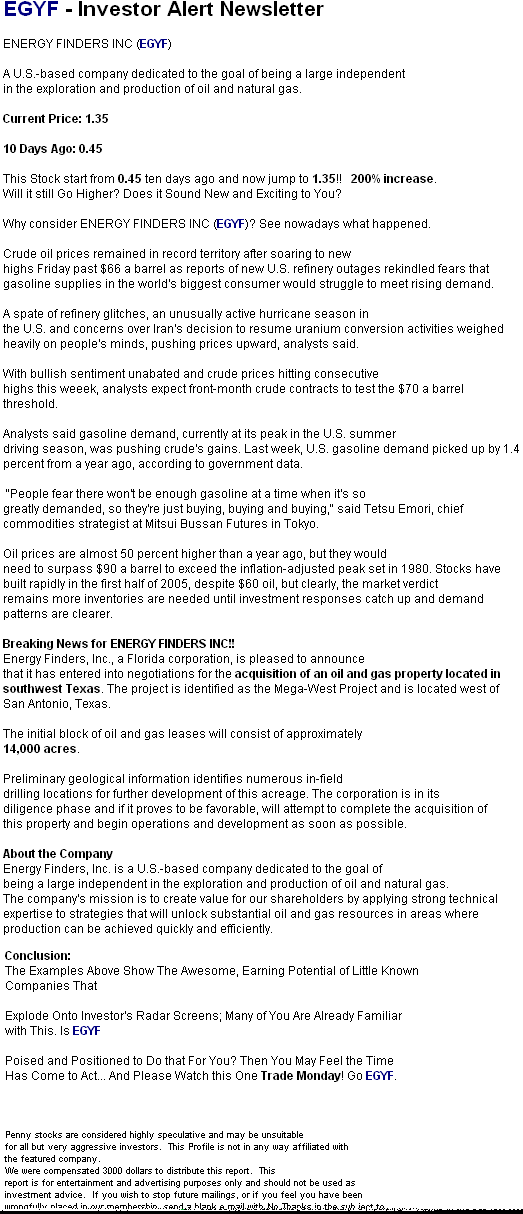 EGYF - Investor Alert Newsletter
ENERGY FINDERS INC (EGYF)
A U.S.-based company dedicated to the goal of being a large independent
in the exploration and production of oil and natural gas.
Current Price: 1.35
10 Days Ago: 0.45
This Stock start from 0.45 ten days ago and now jump to 1.35!! 200% increase.
Will it still Go Higher? Does it Sound New and Exciting to You?
Why consider ENERGY FINDERS INC (EGYF)? See nowadays what happened.
Crude oil prices remained in record territory after soaring to new
highs Friday past $66 a barrel as reports of new U.S. refinery outages rekindled fears that
gasoline supplies in the world's biggest consumer would struggle to meet rising demand.
A spate of refinery glitches, an unusually active hurricane season in
the U.S. and concerns over Iran's decision to resume uranium conversion activities weighed
heavily on people's minds, pushing prices upward, analysts said.
With bullish sentiment unabated and crude prices hitting consecutive
highs this weeek, analysts expect front-month crude contracts to test the $70 a barrel
threshold.
Analysts said gasoline demand, currently at its peak in the U.S. summer
driving season, was pushing crude's gains. Last week, U.S. gasoline demand picked up by 1.4
percent from a year ago, according to government data.
"People fear there won't be enough gasoline at a time when it's so
greatly demanded, so they're just buying, buying and buying," said Tetsu Emori, chief
commodities strategist at Mitsui Bussan Futures in Tokyo.
Oil prices are almost 50 percent higher than a year ago, but they would
need to surpass $90 a barrel to exceed the inflation-adjusted peak set in 1980. Stocks have
built rapidly in the first half of 2005, despite $60 oil, but clearly, the market verdict
remains more inventories are needed until investment responses catch up and demand
patterns are clearer.
Breaking News for ENERGY FINDERS INC!!
Energy Finders, Inc., a Florida corporation, is pleased to announce
that it has entered into negotiations for the acquisition of an oil and gas property located in
southwest Texas. The project is identified as the Mega-West Project and is located west of
San Antonio, Texas.
The initial block of oil and gas leases will consist of approximately
14,000 acres.
Preliminary geological information identifies numerous in-field
drilling locations for further development of this acreage. The corporation is in its
diligence phase and if it proves to be favorable, will attempt to complete the acquisition of
this property and begin operations and development as soon as possible.
About the Company
Energy Finders, Inc. is a U.S.-based company dedicated to the goal of
being a large independent in the exploration and production of oil and natural gas.
The company's mission is to create value for our shareholders by applying strong technical
expertise to strategies that will unlock substantial oil and gas resources in areas where
production can be achieved quickly and efficiently.
Conclusion:
The Examples Above Show The Awesome, Earning Potential of Little Known
Companies That
Explode Onto Investor's Radar Screens; Many of You Are Already Familiar
with This. Is EGYF
Poised and Positioned to Do that For You? Then You May Feel the Time
Has Come to Act... And Please Watch this One Trade Monday! Go EGYF.
Penny stocks are considered highly speculative and may be unsuitable
for all but very aggressive investors. This Profile is not in any way affiliated with
the featured company.
We were compensated 3000 dollars to distribute this report. This
report is for entertainment and advertising purposes only and should not be used as
investment advice. If you wish to stop future mailings, or if you feel you have been
wrongfully placed in our membership, send a blank e mail with No Thanks in the sub ject to